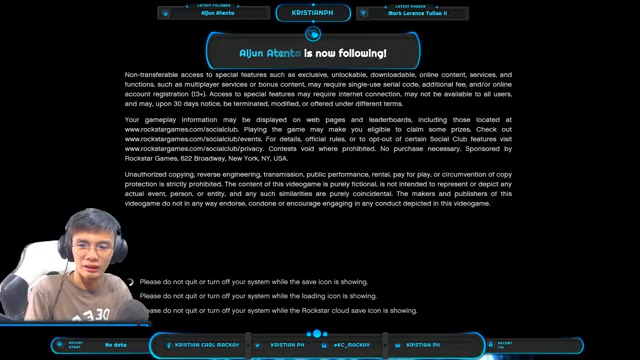 LATEST FOLLOWER
Aljun Atento
KRISTIANPH
LATEST SHARER
Mark Lorence Tuliao II
Aljun Atento is now following!
Non-transferable access to special features such as exclusive, unlockable, downloadable, online content, services, and
functions, such as multiplayer services or bonus content, may require single-use serial code, additional fee, and/or online
account registration (13+). Access to special features may require internet connection, may not be available to all users,
and may, upon 30 days notice, be terminated, modified, or offered under different terms.
Your gameplay information may be displayed on web pages and leaderboards, including those located at
www.rockstargames.com/socialclub. Playing the game may make you eligible to claim some prizes. Check out
www.rockstargames.com/socialclub/events. For details, official rules, or to opt-out of certain Social Club features visit
www.rockstargames.com/socialclub/privacy. Contests void where prohibited. No purchase necessary. Sponsored by
Rockstar Games, 622 Broadway, New York, NY, USA.
Unauthorized copying, reverse engineering, transmission, public performance, rental, pay for play, or circumvention of copy
protection is strictly prohibited. The content of this videogame is purely fictional, is not intended to represent or depict any
actual event, person, or entity, and any such similarities are purely coincidental. The makers and publishers of this
videogame do not in any way endorse, condone or encourage engaging in any conduct depicted in this videogame.
Please do not quit or turn off your system while the save icon is showing.
Please do not quit or turn off your system while the loading icon is showing.
Please do not quit or turn off your system while the Rockstar cloud save icon is showing.
RECENT
STARS
No data
KRISTIAN CARL MACKAY
KRISTIAN PH
@KC_MACKAY
KRISTIAN PH
RECENT
TIP